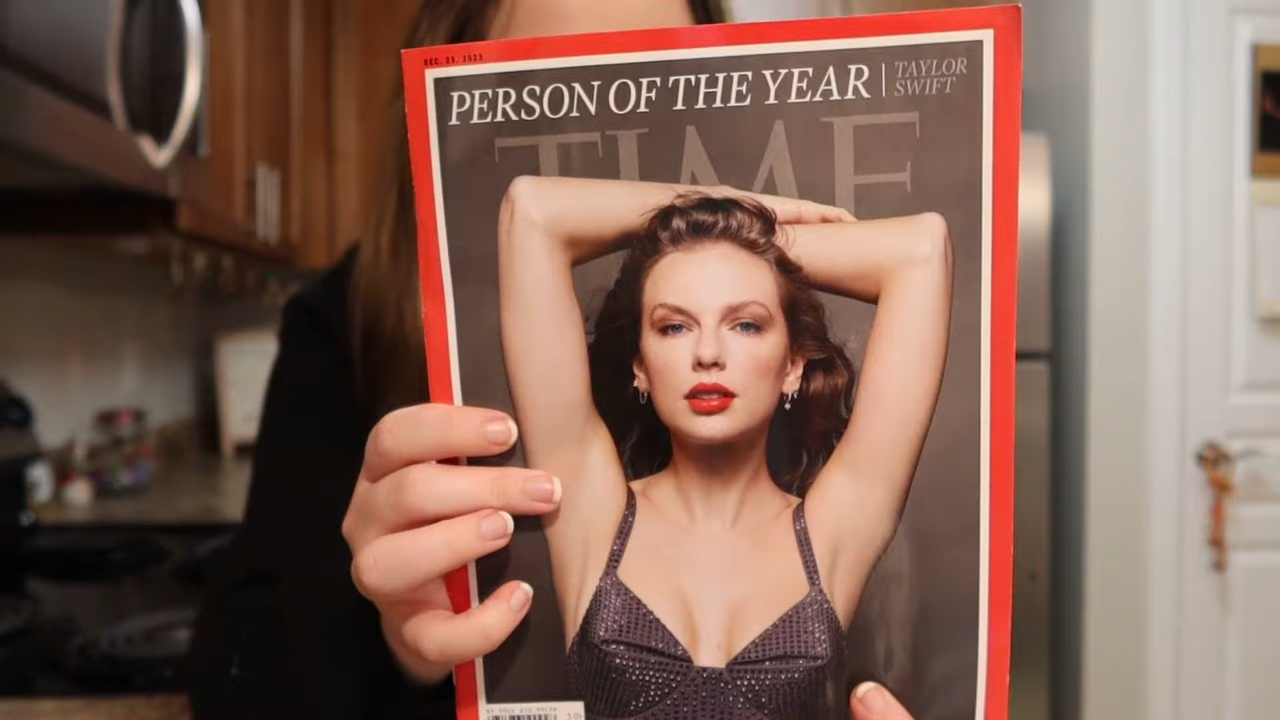 DEC. 25, 2023
PERSON OF THE YEAR
TAYLOR
SWIFT
TIME